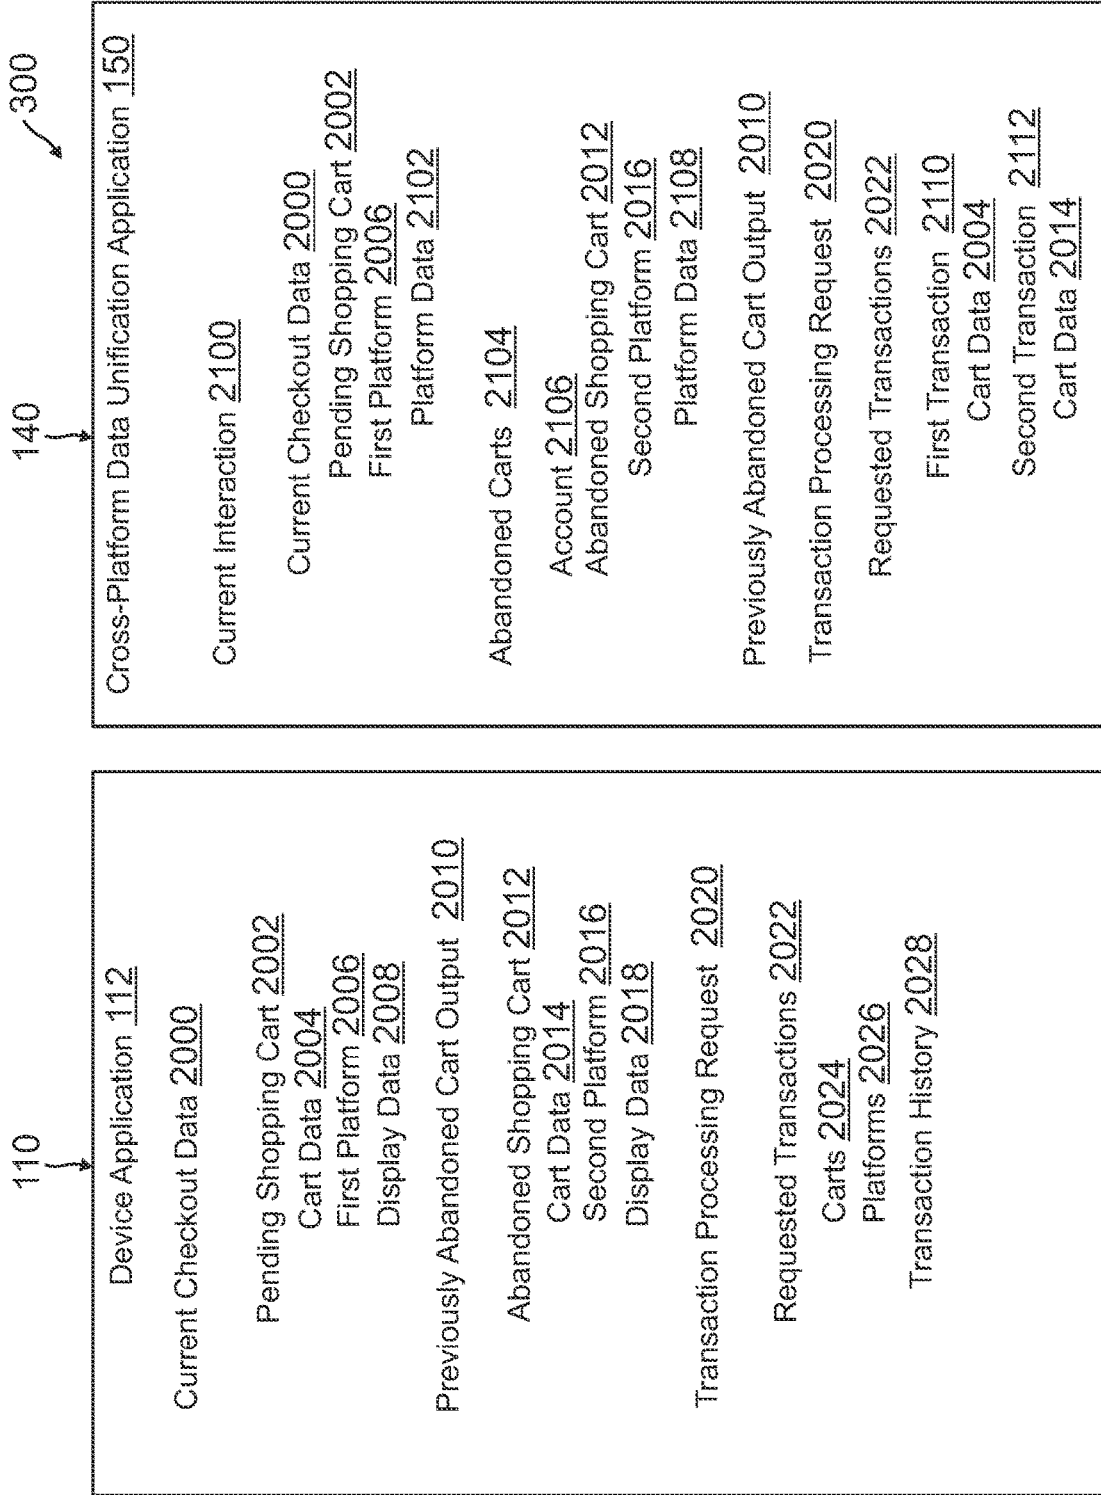 300
110
Device Application 112
Current Checkout Data 2000
Pending Shopping Cart 2002
Cart Data 2004
First Platform 2006
Display Data 2008
Previously Abandoned Cart Output 2010
Abandoned Shopping Cart 2012
Cart Data 2014
Second Platform 2016
Display Data 2018
Transaction Processing Request 2020
Requested Transactions 2022
Carts 2024
Platforms 2026
Transaction History 2028
140
Cross-Platform Data Unification Application 150
Current Interaction 2100
Current Checkout Data 2000
Pending Shopping Cart 2002
First Platform 2006
Platform Data 2102
Abandoned Carts 2104
Account 2106
Abandoned Shopping Cart 2012
Second Platform 2016
Platform Data 2108
Previously Abandoned Cart Output 2010
Transaction Processing Request 2020
Requested Transactions 2022
First Transaction 2110
Cart Data 2004
Second Transaction 2112
Cart Data 2014